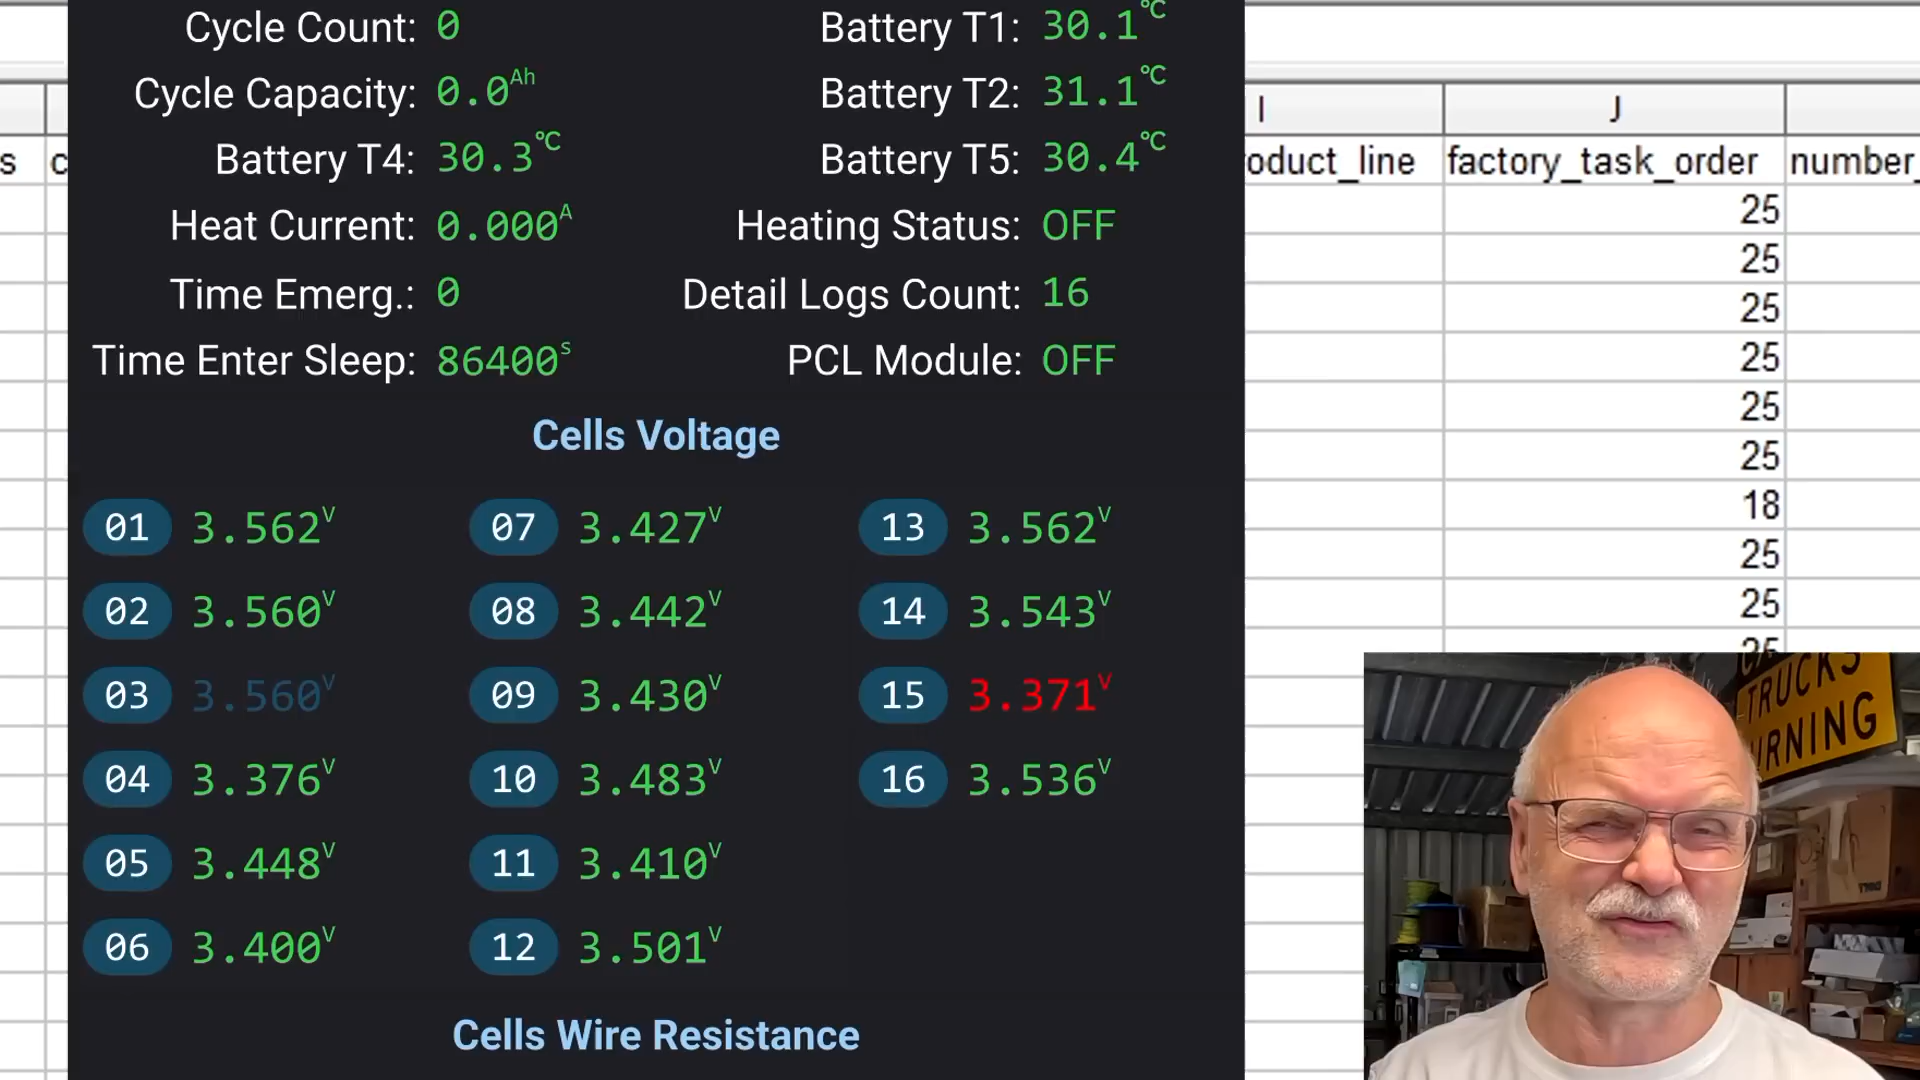 Cycle Count: 0 Battery T1: 30.1°C
Cycle Capacity: 0.0Ah Battery T2: 31.1°C
Battery T4: 30.3°C Battery T5: 30.4°C
Heat Current: 0.000A Heating Status: OFF
Time Emerg.: 0 Detail Logs Count: 16
Time Enter Sleep: 86400s PCL Module: OFF
Cells Voltage
01 3.562V 07 3.427V 13 3.562V
02 3.560V 08 3.442V 14 3.543V
03 3.560V 09 3.430V 15 3.371V
04 3.376V 10 3.483V 16 3.536V
05 3.448V 11 3.410V
06 3.400V 12 3.501V
Cells Wire Resistance
I J
s c oduct_line factory_task_order number_
25
25
25
25
25
25
18
25
25
25
TRUCKS
URNING